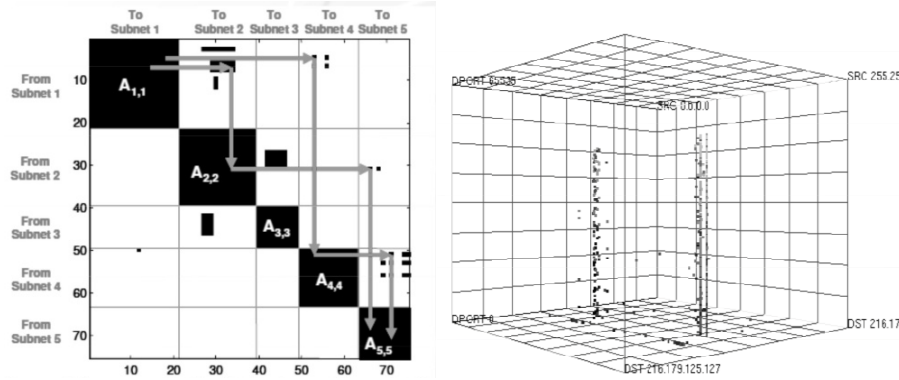 To To To To To
Subnet 1 Subnet 2 Subnet 3 Subnet 4 Subnet 5
From
Subnet 1
From
Subnet 2
From
Subnet 3
From
Subnet 4
From
Subnet 5
10
20
30
40
50
60
70
A1,1
A2,2
A3,3
A4,4
A5,5
10 20 30 40 50 60 70
DPORT 65535
SRC 255.25
SRC 0.0.0.0
DPORT 0
DST 216.17
DST 216.179.125.127